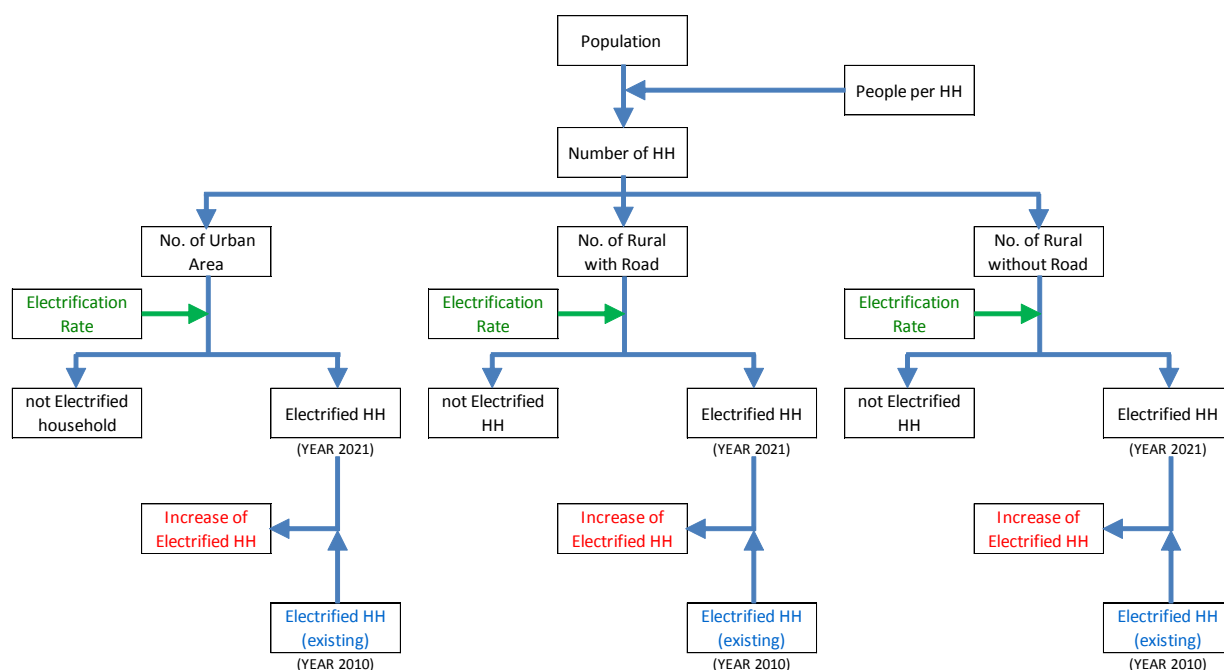 Population
People per HH
Number of HH
No. of Urban
Area
No. of Rural
with Road
No. of Rural
without Road
Electrification
Rate
Electrification
Rate
Electrification
Rate
not Electrified
household
Electrified HH
(YEAR 2021)
not Electrified
HH
Electrified HH
(YEAR 2021)
not Electrified
HH
Electrified HH
(YEAR 2021)
Increase of
Electrified HH
Increase of
Electrified HH
Increase of
Electrified HH
Electrified HH
(existing)
(YEAR 2010)
Electrified HH
(existing)
(YEAR 2010)
Electrified HH
(existing)
(YEAR 2010)